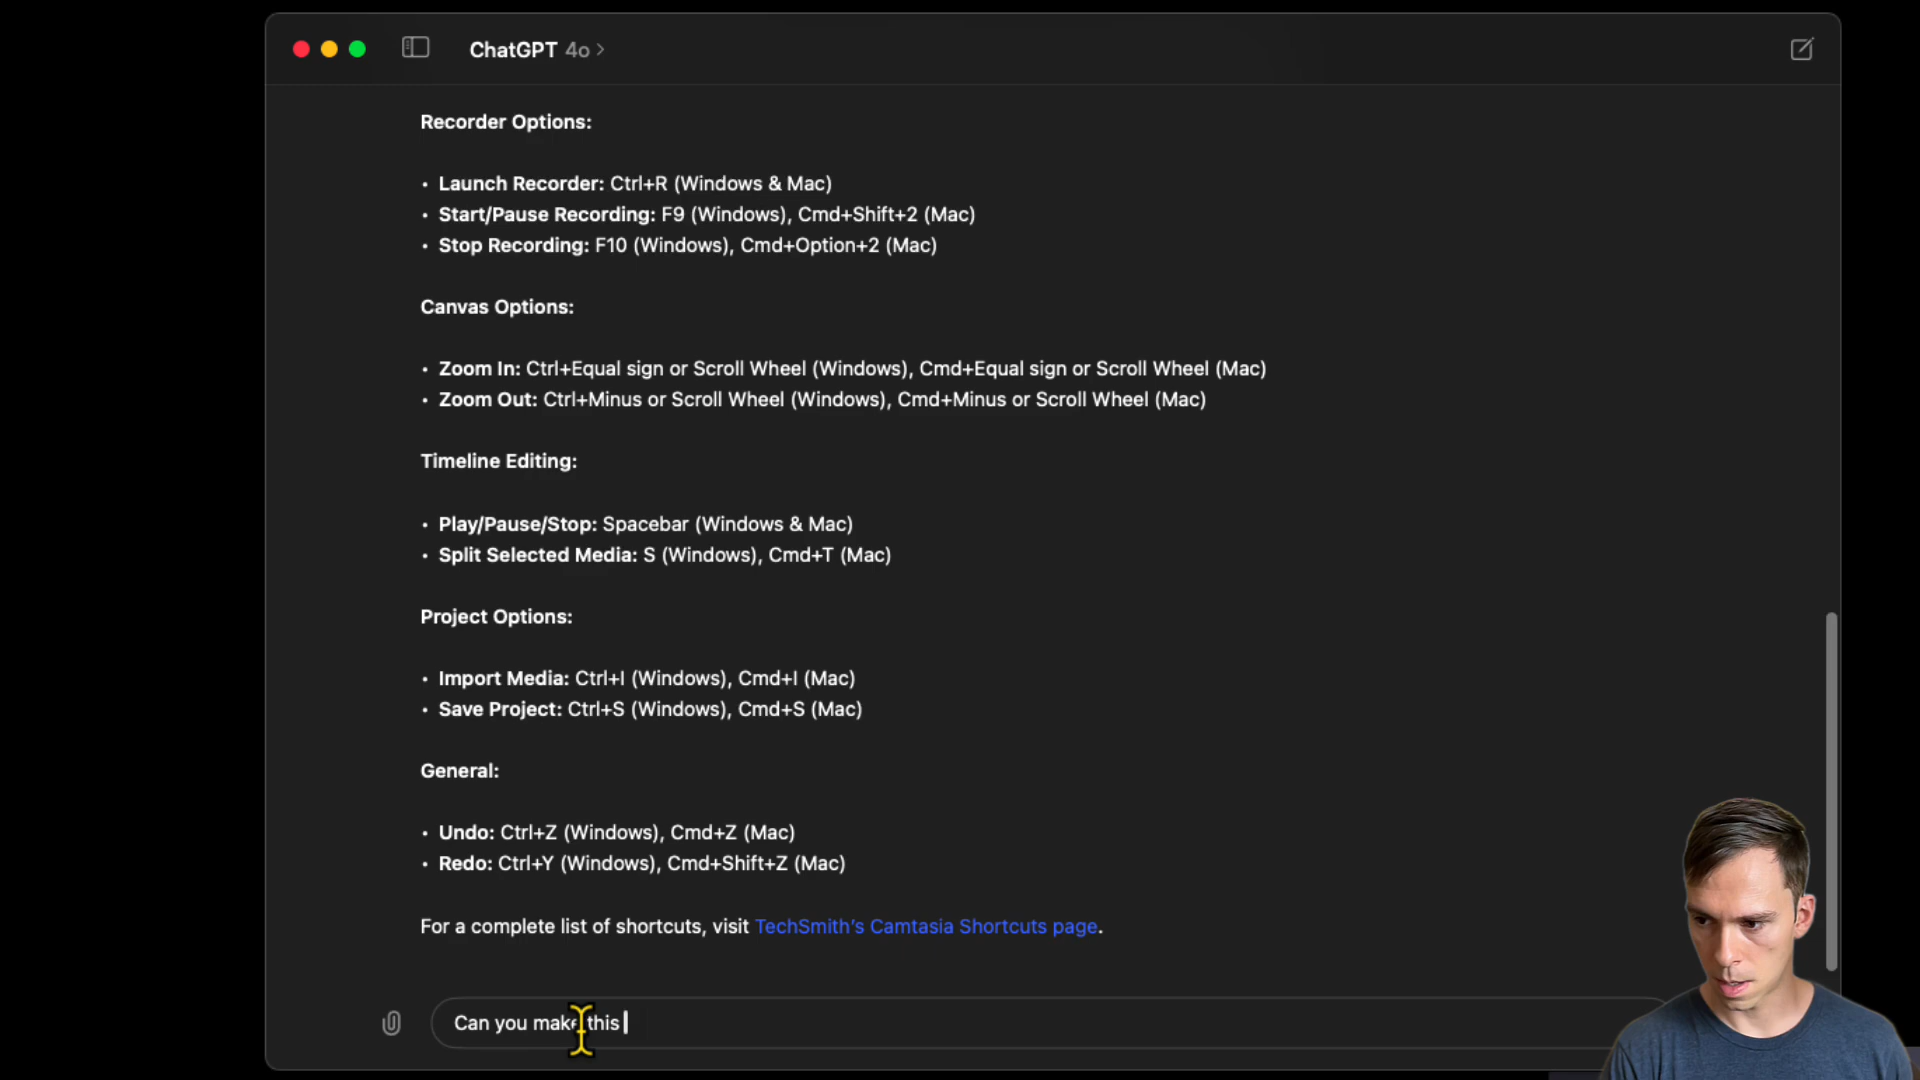 ChatGPT 4o >
Recorder Options:
• Launch Recorder: Ctrl+R (Windows & Mac)
• Start/Pause Recording: F9 (Windows), Cmd+Shift+2 (Mac)
• Stop Recording: F10 (Windows), Cmd+Option+2 (Mac)
Canvas Options:
• Zoom In: Ctrl+Equal sign or Scroll Wheel (Windows), Cmd+Equal sign or Scroll Wheel (Mac)
• Zoom Out: Ctrl+Minus or Scroll Wheel (Windows), Cmd+Minus or Scroll Wheel (Mac)
Timeline Editing:
• Play/Pause/Stop: Spacebar (Windows & Mac)
• Split Selected Media: S (Windows), Cmd+T (Mac)
Project Options:
• Import Media: Ctrl+I (Windows), Cmd+I (Mac)
• Save Project: Ctrl+S (Windows), Cmd+S (Mac)
General:
• Undo: Ctrl+Z (Windows), Cmd+Z (Mac)
• Redo: Ctrl+Y (Windows), Cmd+Shift+Z (Mac)
For a complete list of shortcuts, visit TechSmith’s Camtasia Shortcuts page.
Can you make this